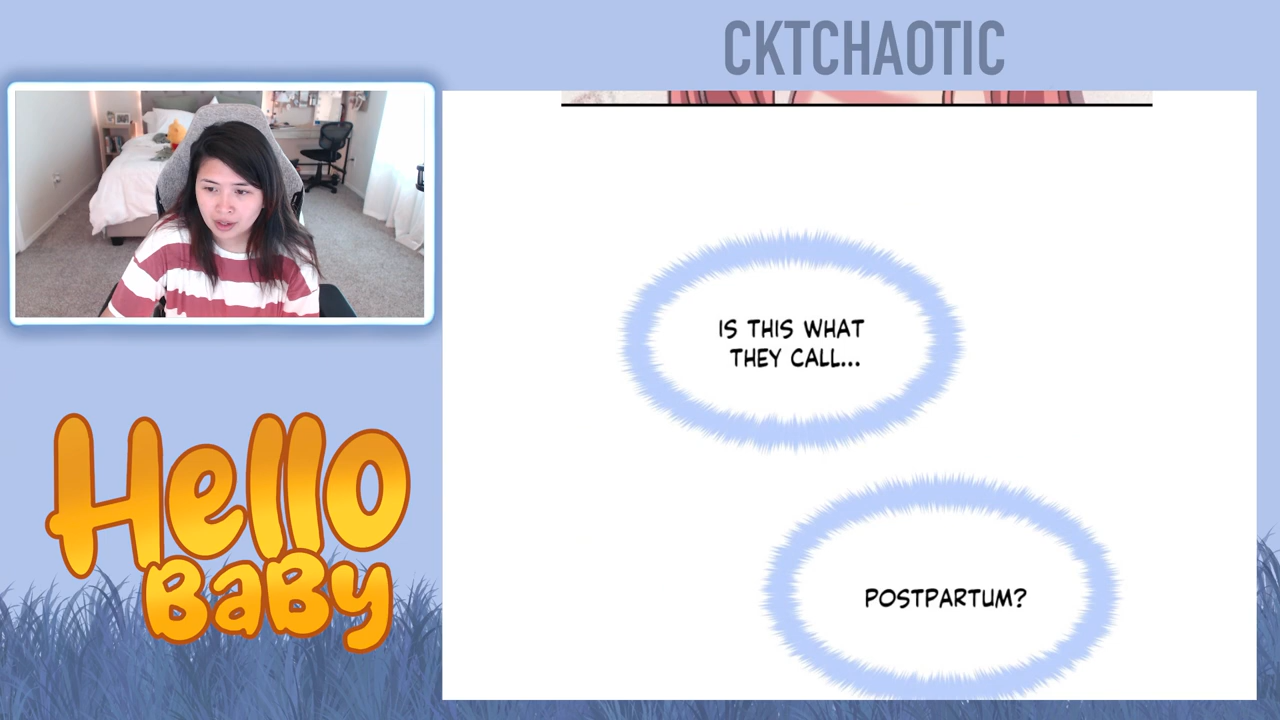 CKTCHAOTIC
IS THIS WHAT
THEY CALL...
POSTPARTUM?
Hello
BaBy